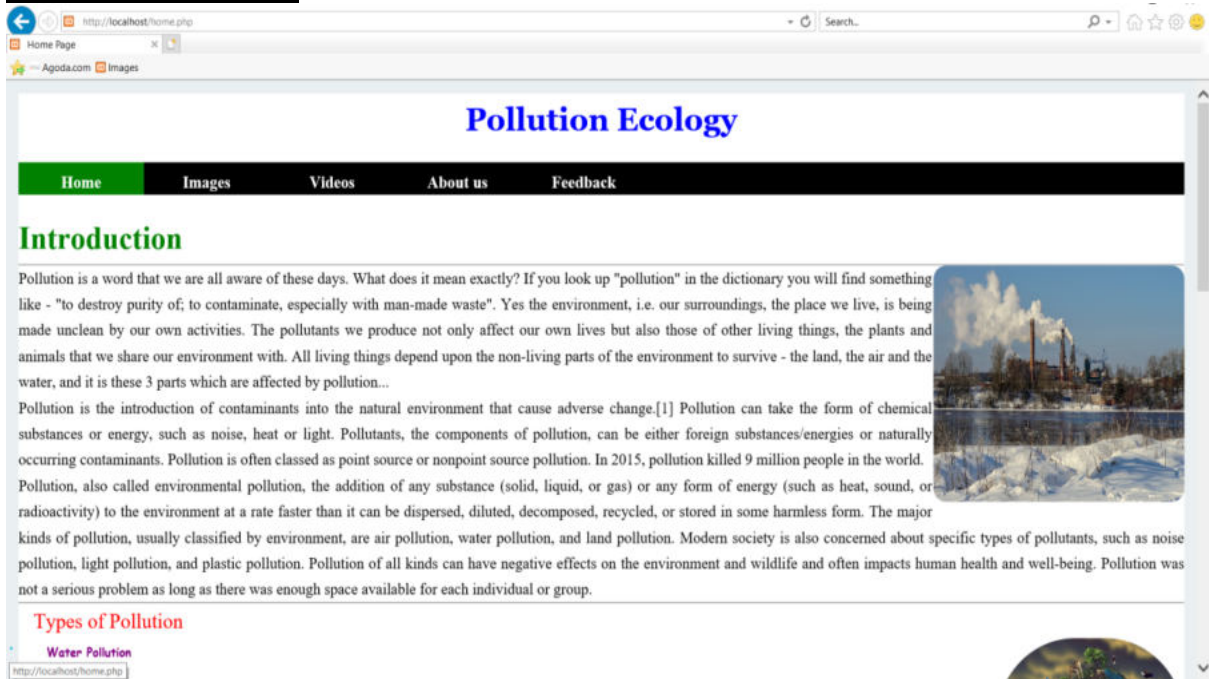 http://localhost/home.php
Search..
Home Page
Agoda.com Images
Pollution Ecology
Home Images Videos About us Feedback
Introduction
Pollution is a word that we are all aware of these days. What does it mean exactly? If you look up "pollution" in the dictionary you will find something
like - "to destroy purity of; to contaminate, especially with man-made waste". Yes the environment, i.e. our surroundings, the place we live, is being
made unclean by our own activities. The pollutants we produce not only affect our own lives but also those of other living things, the plants and
animals that we share our environment with. All living things depend upon the non-living parts of the environment to survive - the land, the air and the
water, and it is these 3 parts which are affected by pollution...
Pollution is the introduction of contaminants into the natural environment that cause adverse change.[1] Pollution can take the form of chemical
substances or energy, such as noise, heat or light. Pollutants, the components of pollution, can be either foreign substances/energies or naturally
occurring contaminants. Pollution is often classed as point source or nonpoint source pollution. In 2015, pollution killed 9 million people in the world.
Pollution, also called environmental pollution, the addition of any substance (solid, liquid, or gas) or any form of energy (such as heat, sound, or
radioactivity) to the environment at a rate faster than it can be dispersed, diluted, decomposed, recycled, or stored in some harmless form. The major
kinds of pollution, usually classified by environment, are air pollution, water pollution, and land pollution. Modern society is also concerned about specific types of pollutants, such as noise
pollution, light pollution, and plastic pollution. Pollution of all kinds can have negative effects on the environment and wildlife and often impacts human health and well-being. Pollution was
not a serious problem as long as there was enough space available for each individual or group.
Types of Pollution
Water Pollution
http://localhost/home.php